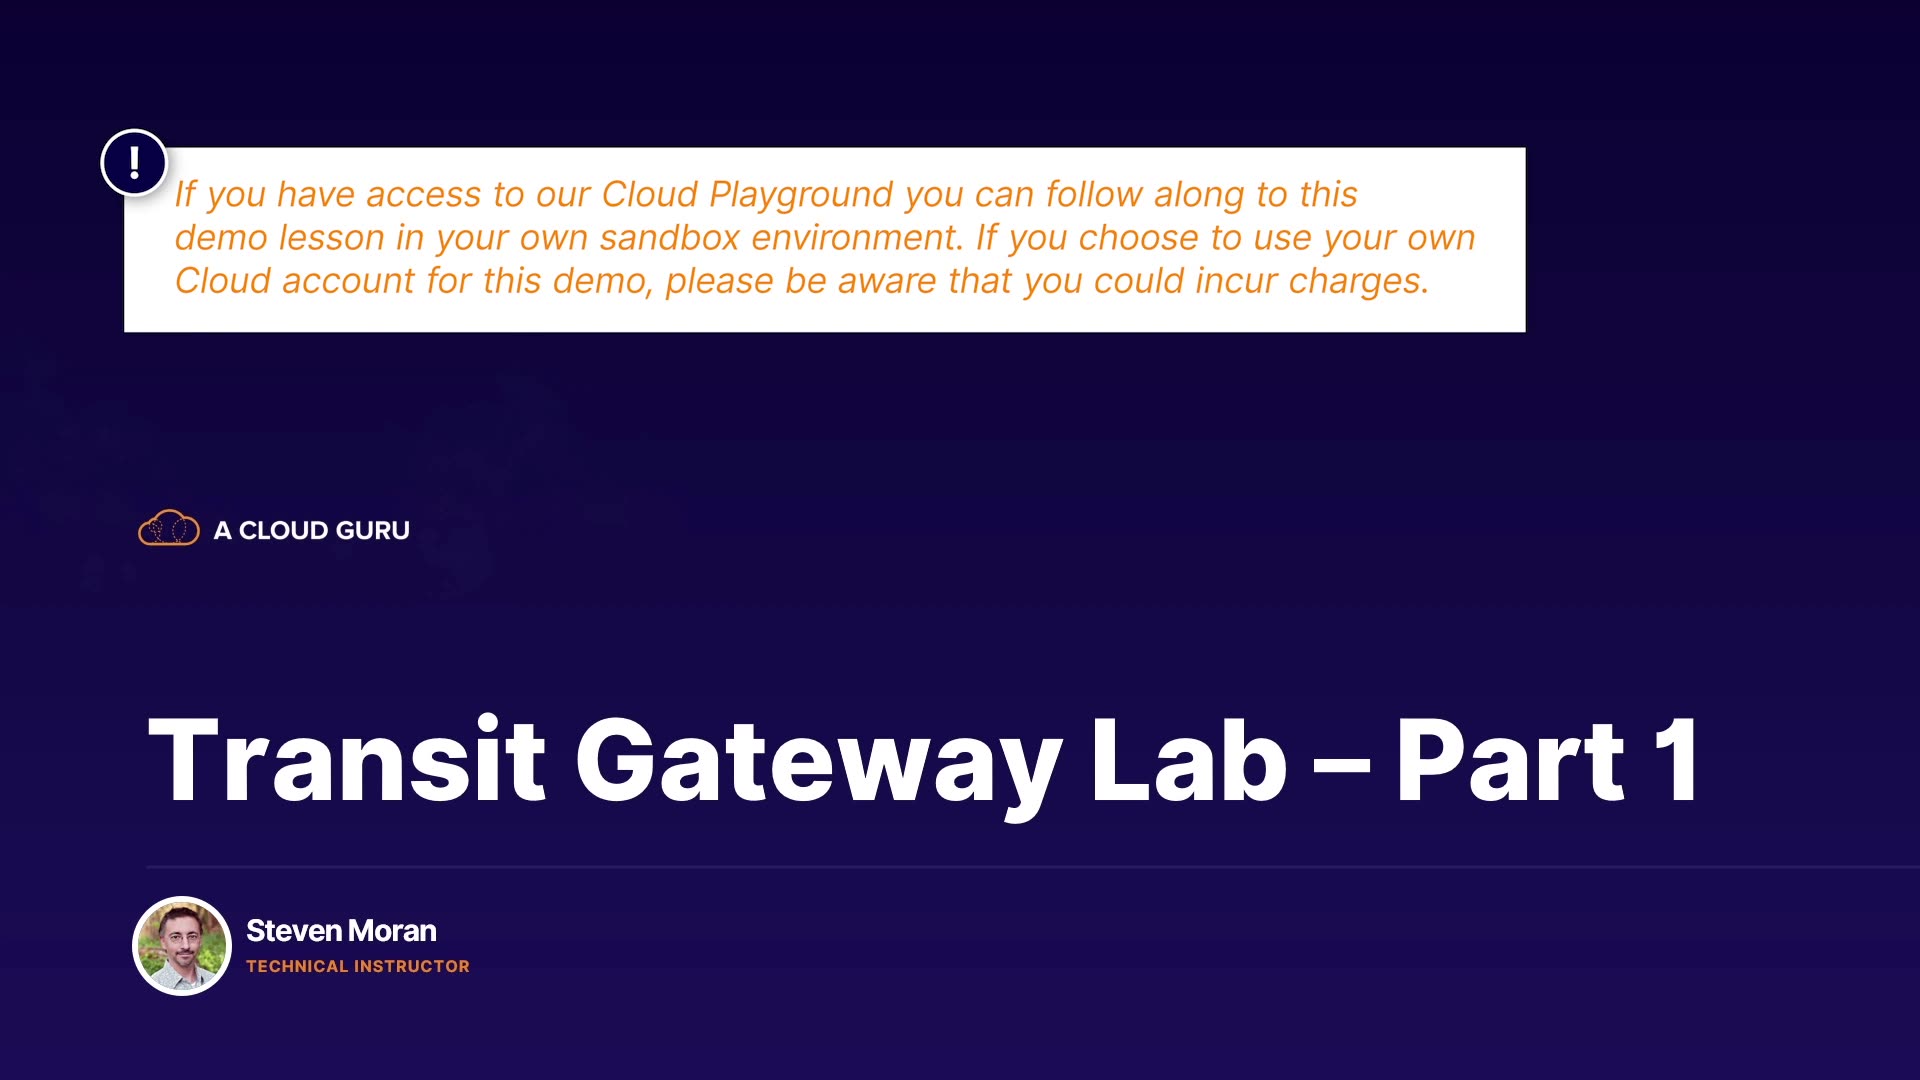 !
If you have access to our Cloud Playground you can follow along to this
demo lesson in your own sandbox environment. If you choose to use your own
Cloud account for this demo, please be aware that you could incur charges.
A CLOUD GURU
Transit Gateway Lab – Part 1
Steven Moran
TECHNICAL INSTRUCTOR